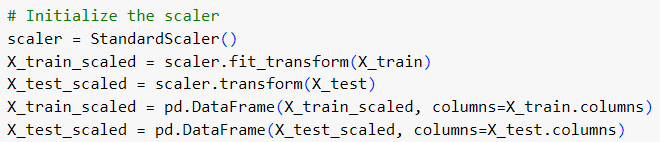 # Initialize the scaler
scaler = StandardScaler()
X_train_scaled = scaler.fit_transform(X_train)
X_test_scaled = scaler.transform(X_test)
X_train_scaled = pd.DataFrame(X_train_scaled, columns=X_train.columns)
X_test_scaled = pd.DataFrame(X_test_scaled, columns=X_test.columns)